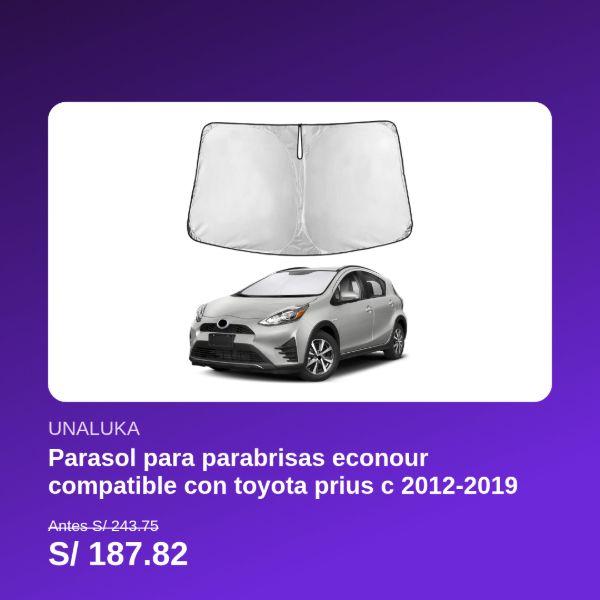 UNALUKA
Parasol para parabrisas econour
compatible con toyota prius c 2012-2019
Antes S/ 243.75
S/ 187.82